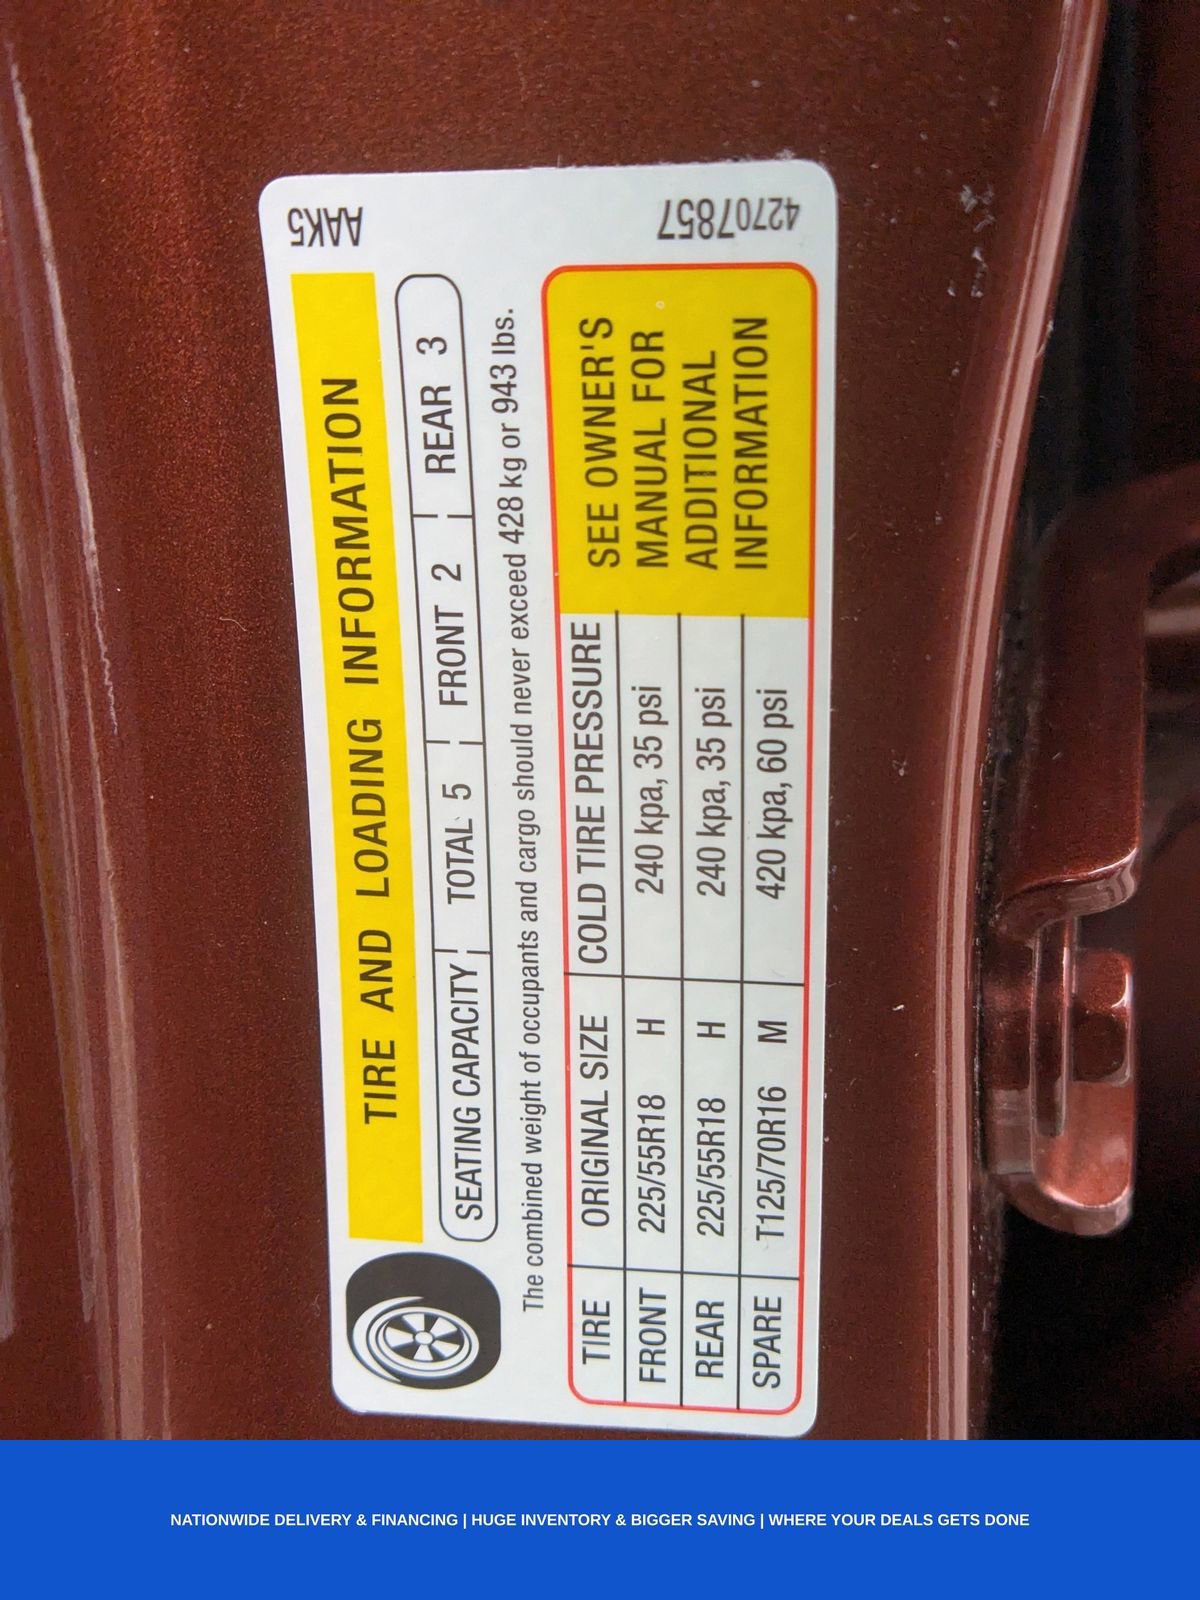 AAK5
42707857
TIRE AND LOADING INFORMATION
SEATING CAPACITY TOTAL 5 FRONT 2 REAR 3
The combined weight of occupants and cargo should never exceed 428 kg or 943 lbs.
TIRE ORIGINAL SIZE COLD TIRE PRESSURE
FRONT 225/55R18 H 240 kpa, 35 psi
REAR 225/55R18 H 240 kpa, 35 psi
SPARE T125/70R16 M 420 kpa, 60 psi
SEE OWNER'S
MANUAL FOR
ADDITIONAL
INFORMATION
NATIONWIDE DELIVERY & FINANCING | HUGE INVENTORY & BIGGER SAVING | WHERE YOUR DEALS GETS DONE